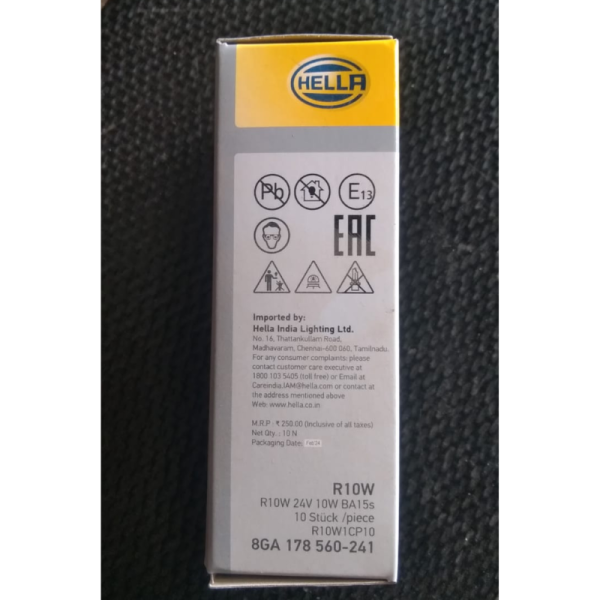 HELLA
Pb
E13
EAC
Imported by:
Hella India Lighting Ltd.
No. 16, Thattankullam Road,
Madhavaram, Chennai-600 060, Tamilnadu.
For any consumer complaints: please
contact customer care executive at
1800 103 5405 (toll free) or Email at
CareIndia.IAM@hella.com or contact at
the address mentioned above
Web: www.hella.co.in
M.R.P : ₹ 250.00 (Inclusive of all taxes)
Net Qty. : 10 N
Packaging Date:
R10W
R10W 24V 10W BA15s
10 Stück /piece
R10W1CP10
8GA 178 560-241